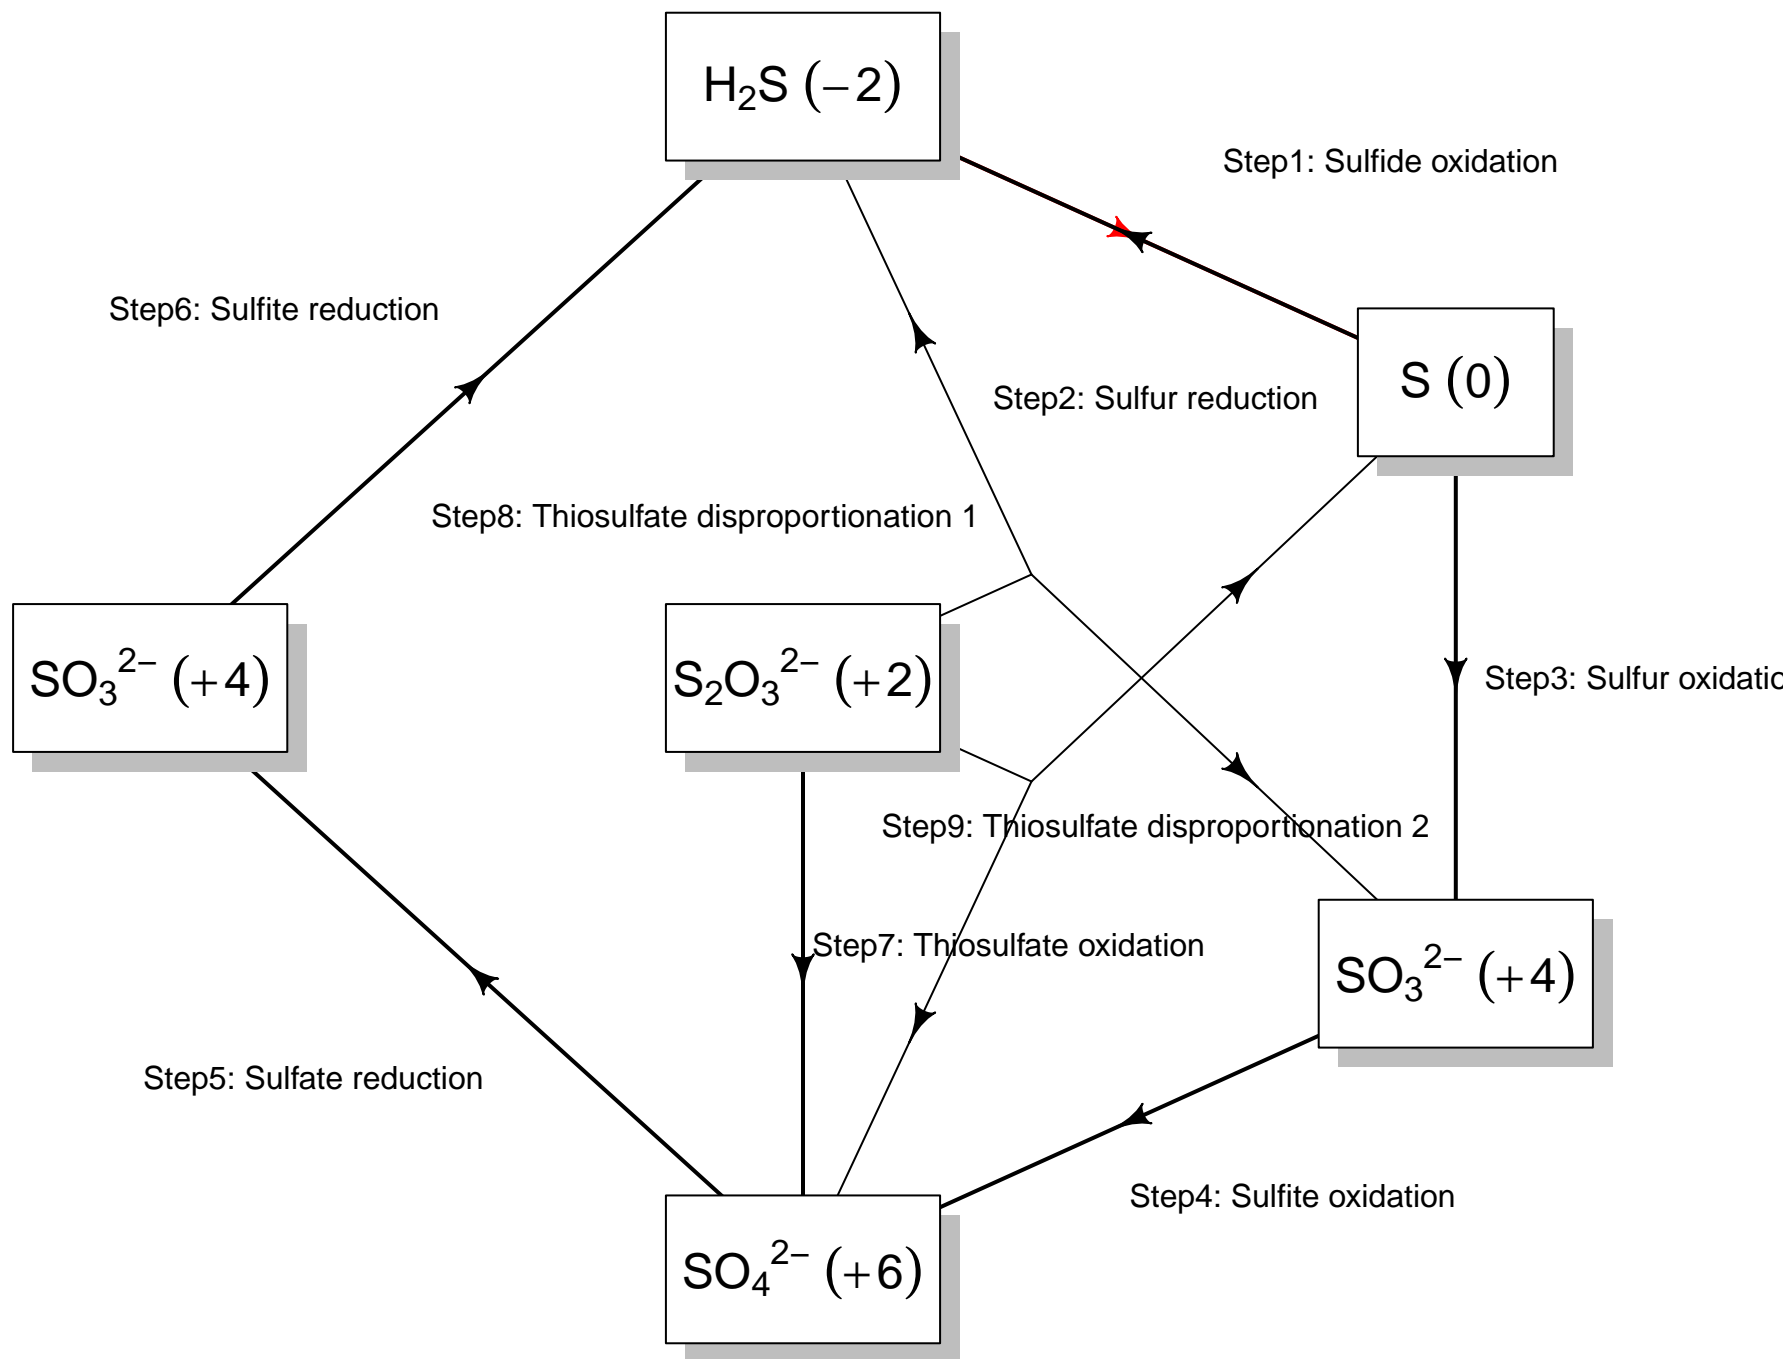 H₂S (−2)
Step1: Sulfide oxidation
Step6: Sulfite reduction
S (0)
Step2: Sulfur reduction
Step8: Thiosulfate disproportionation 1
SO₃²⁻ (+4)
S₂O₃²⁻ (+2)
Step3: Sulfur oxidatio
Step9: Thiosulfate disproportionation 2
Step7: Thiosulfate oxidation
SO₃²⁻ (+4)
Step5: Sulfate reduction
Step4: Sulfite oxidation
SO₄²⁻ (+6)